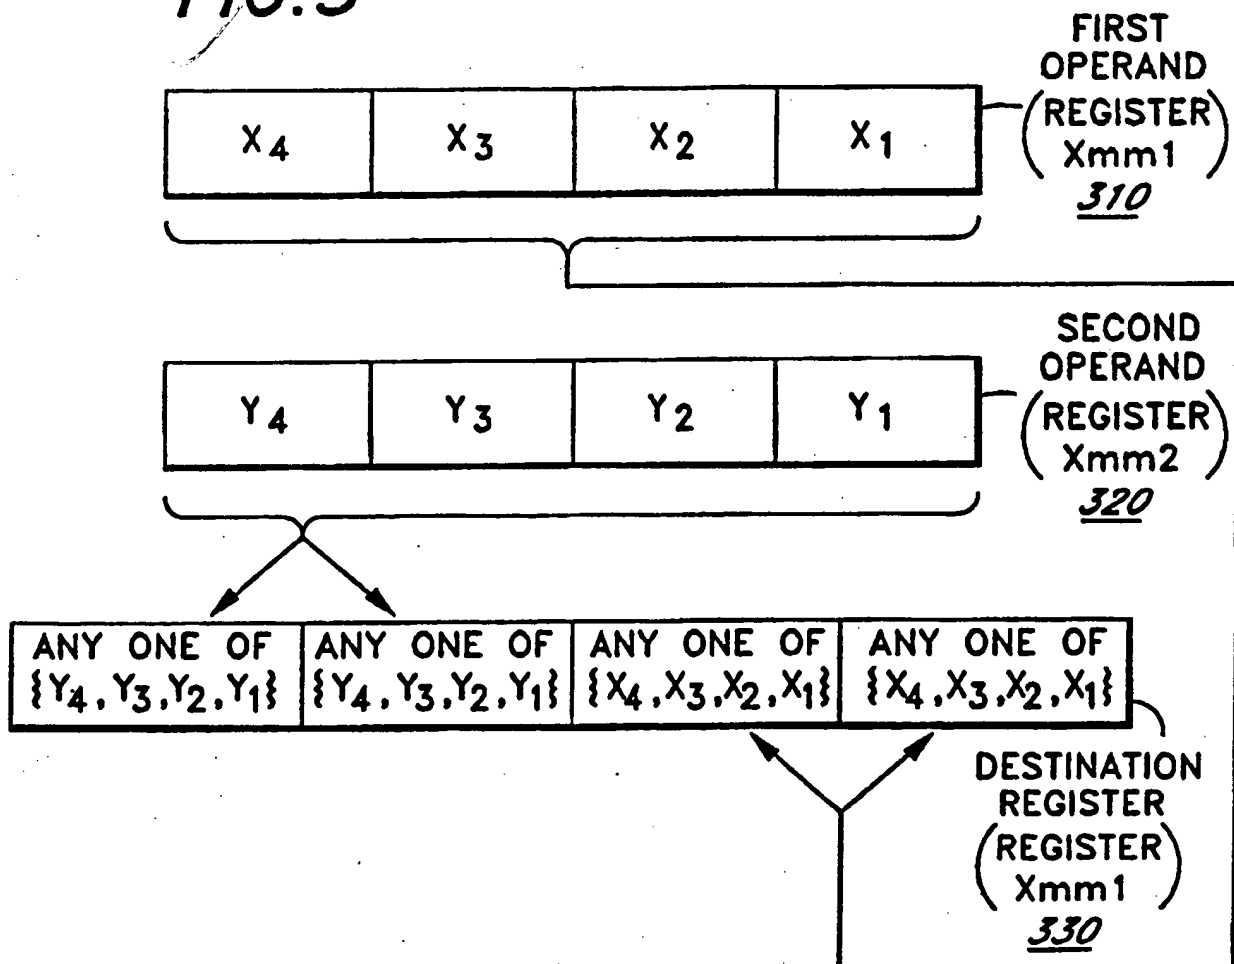 FIG.3
FIRST
OPERAND
(REGISTER
Xmm1)
310
X4 X3 X2 X1
SECOND
OPERAND
(REGISTER
Xmm2)
320
Y4 Y3 Y2 Y1
ANY ONE OF {Y4,Y3,Y2,Y1}
ANY ONE OF {Y4,Y3,Y2,Y1}
ANY ONE OF {X4,X3,X2,X1}
ANY ONE OF {X4,X3,X2,X1}
DESTINATION
REGISTER
(REGISTER
Xmm1)
330